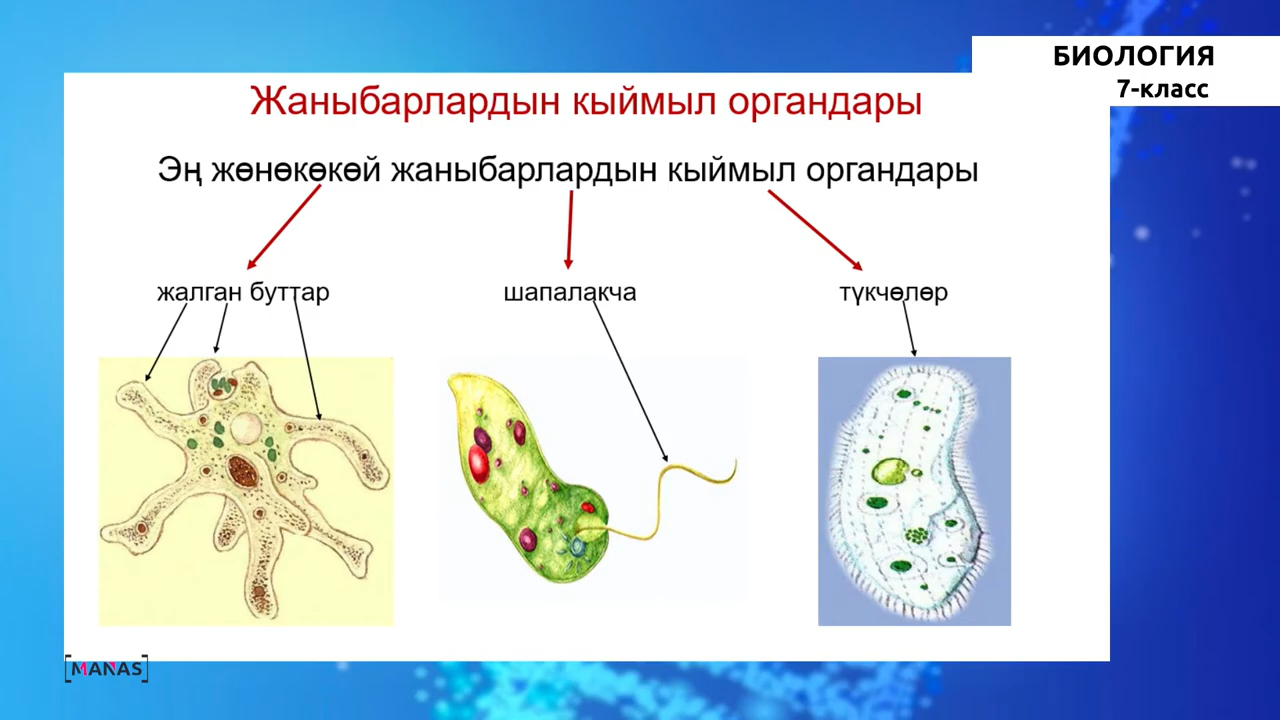 БИОЛОГИЯ
7-класс
Жаныбарлардын кыймыл органдары
Эң жөнөкөкөй жаныбарлардын кыймыл органдары
жалган буттар
шапалакча
түкчөлөр
[MANAS]